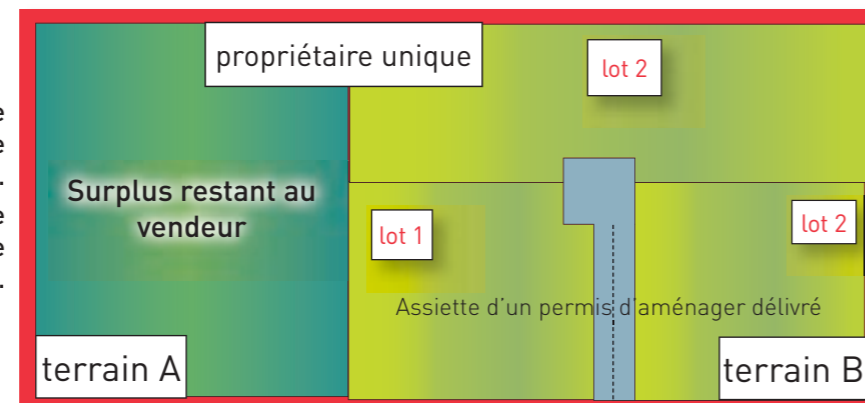 e
e
.
e
e
.
propriétaire unique
lot 2
Surplus restant au
vendeur
lot 1
lot 2
Assiette d'un permis d'aménager délivré
terrain A
terrain B